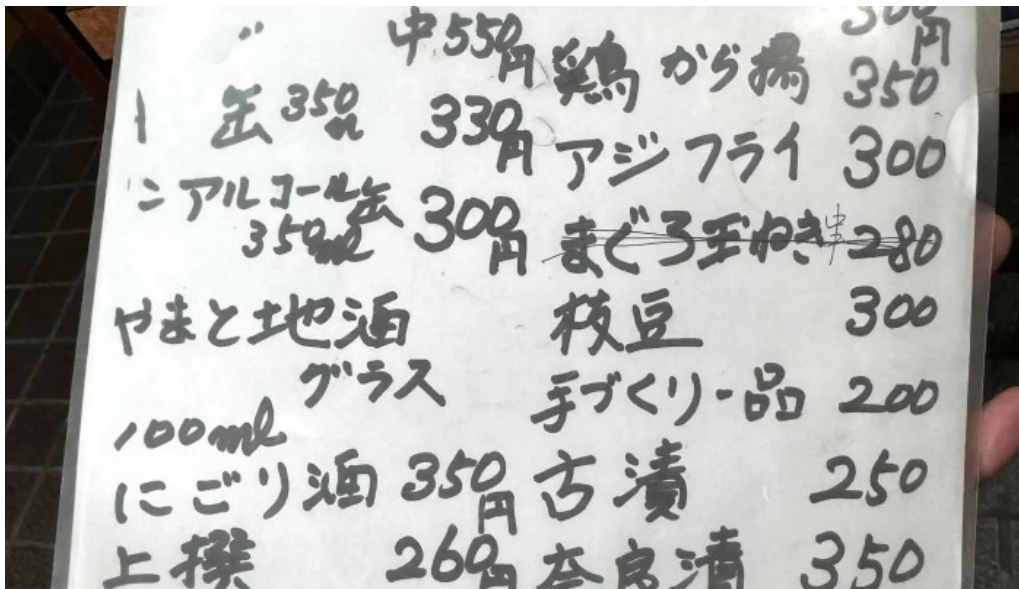 〃 中550円
缶350ml 330円
ノンアルコール缶 300円
350ml
やまと地酒
グラス
100ml
にごり酒 350円
上撰 260円
300円
鶏から揚 350
アジフライ 300
まぐろ玉ねぎ串 280
枝豆 300
手づくり一品 200
古漬 250
奈良漬 350